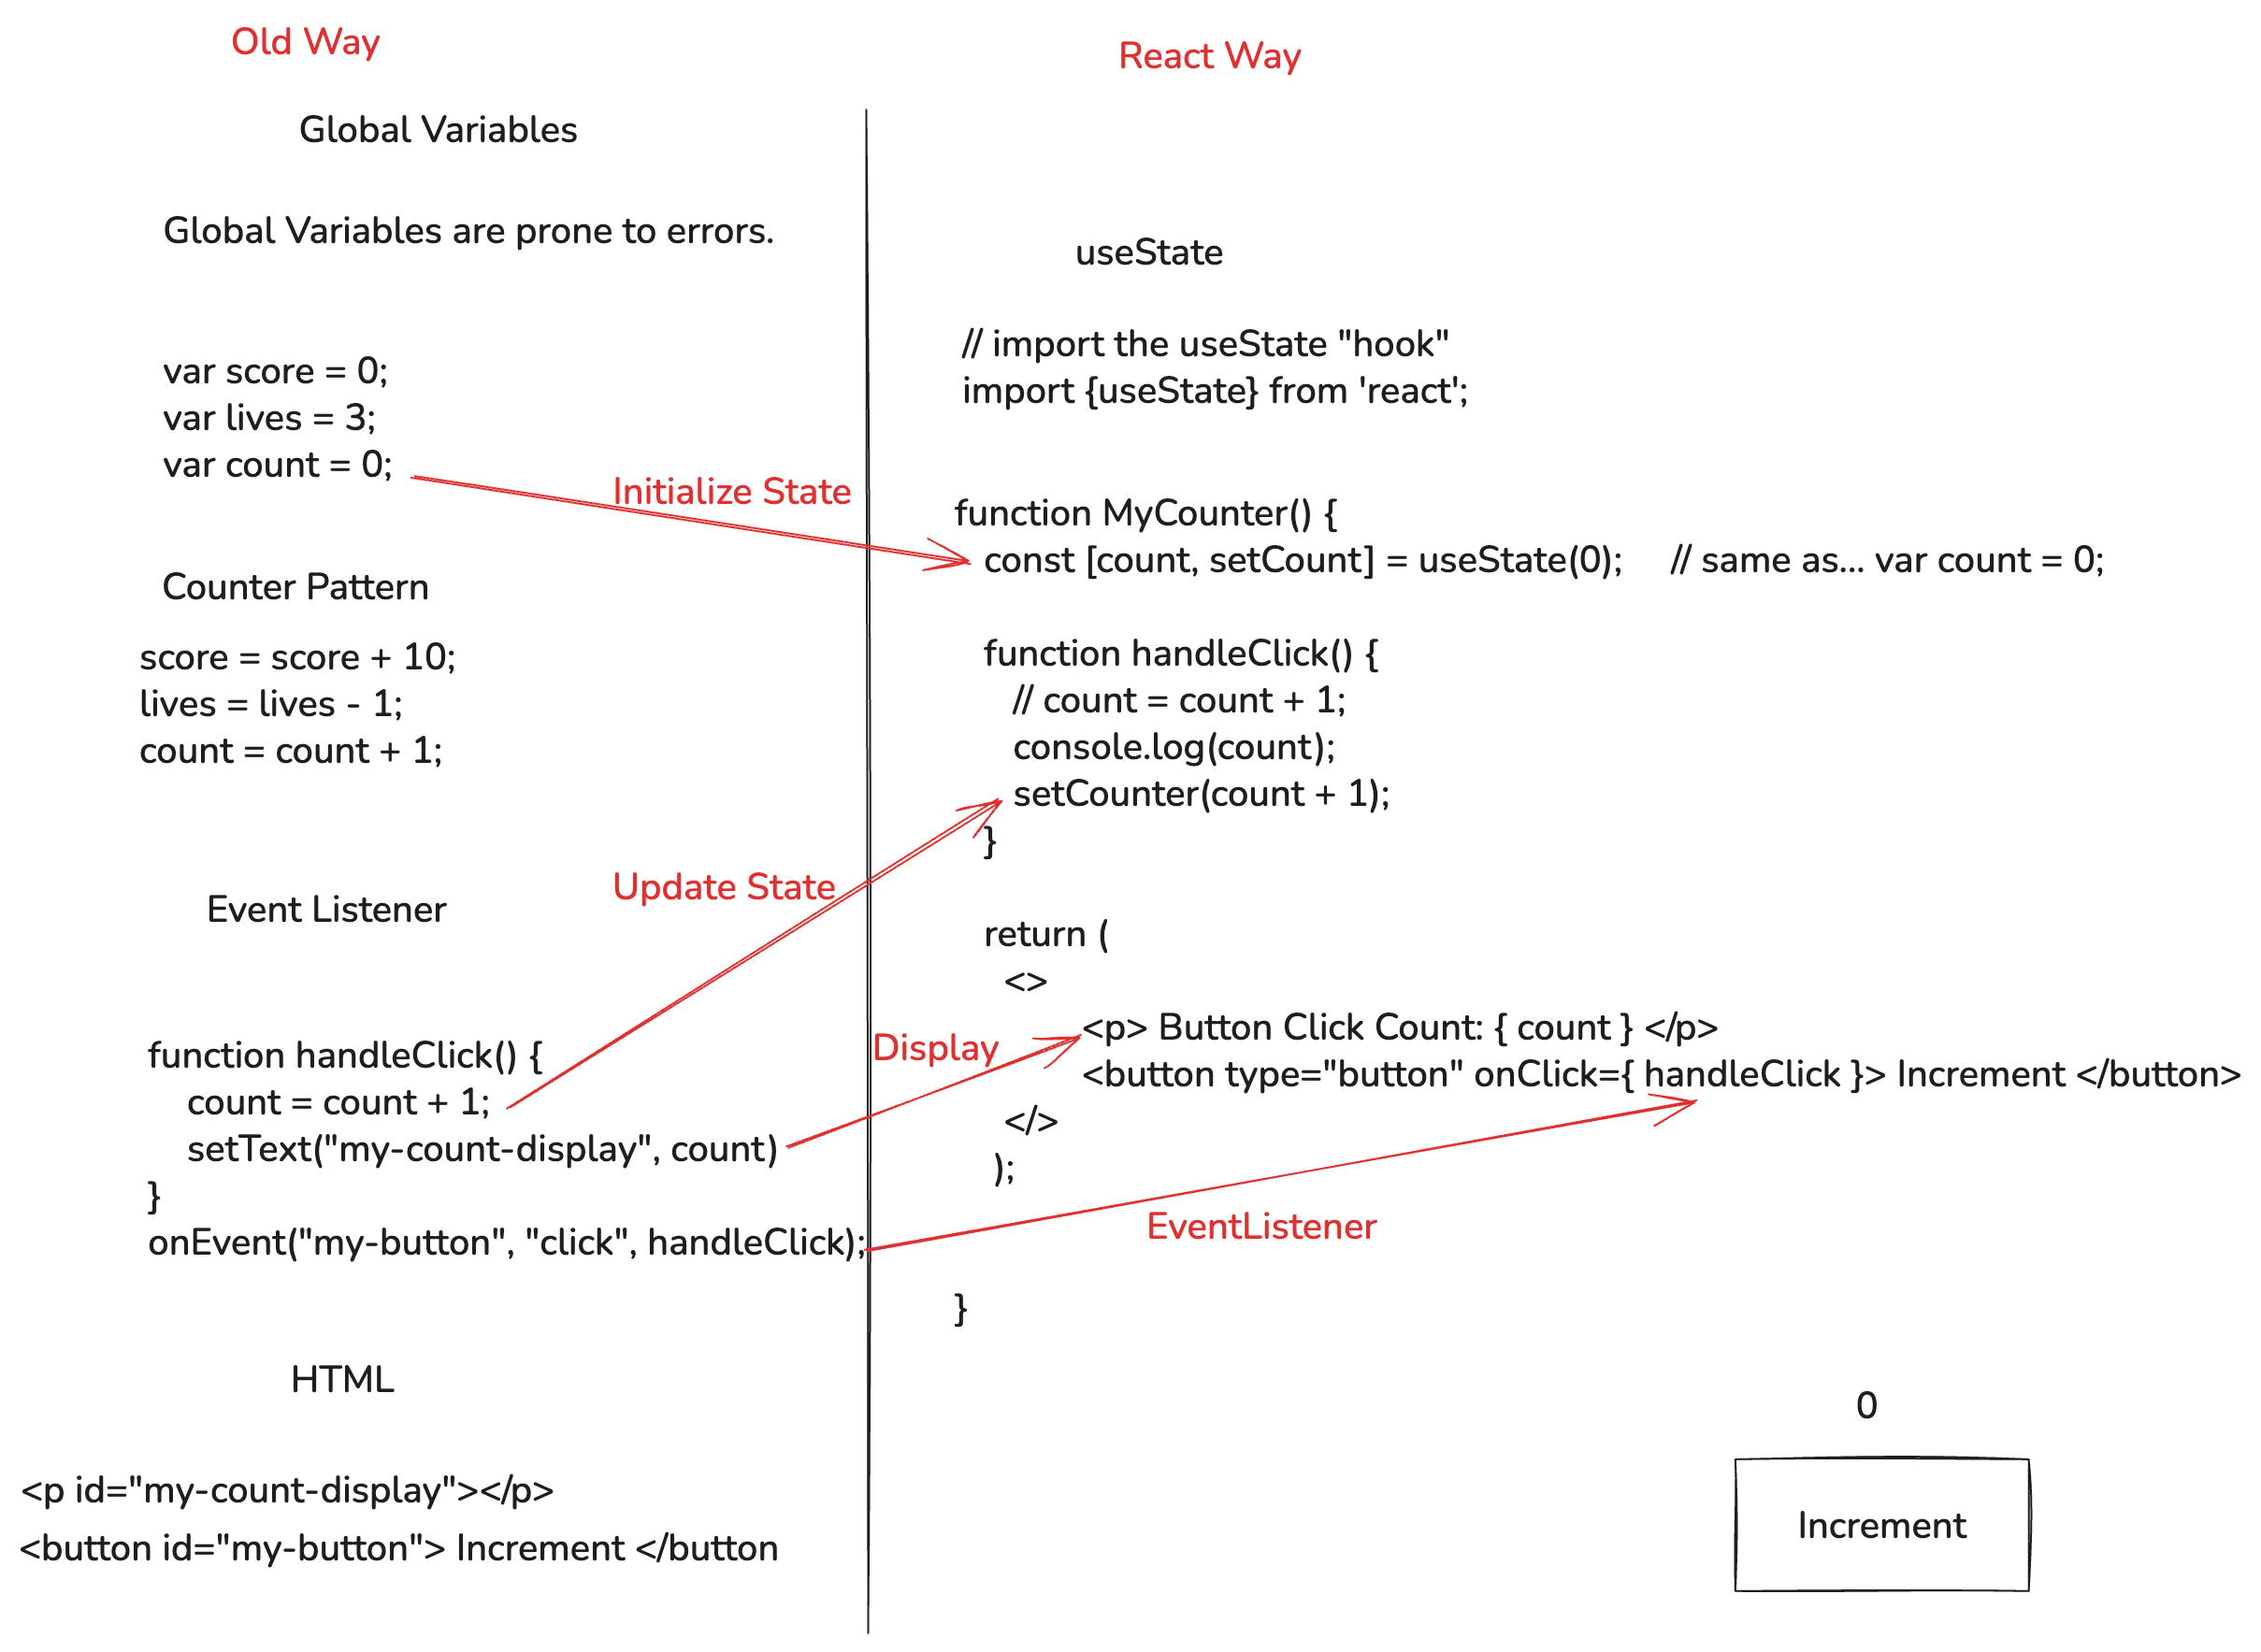 Old Way
Global Variables
Global Variables are prone to errors.
var score = 0;
var lives = 3;
var count = 0;
Initialize State
Counter Pattern
score = score + 10;
lives = lives - 1;
count = count + 1;
Update State
Event Listener
function handleClick() {
count = count + 1;
setText("my-count-display", count)
}
onEvent("my-button", "click", handleClick);
HTML
<p id="my-count-display"></p>
<button id="my-button"> Increment </button
React Way
useState
// import the useState "hook"
import {useState} from 'react';
function MyCounter() {
const [count, setCount] = useState(0); // same as... var count = 0;
function handleClick() {
// count = count + 1;
console.log(count);
setCounter(count + 1);
}
return (
<>
Display
<p> Button Click Count: { count } </p>
<button type="button" onClick={ handleClick }> Increment </button>
</>
);
EventListener
}
0
Increment